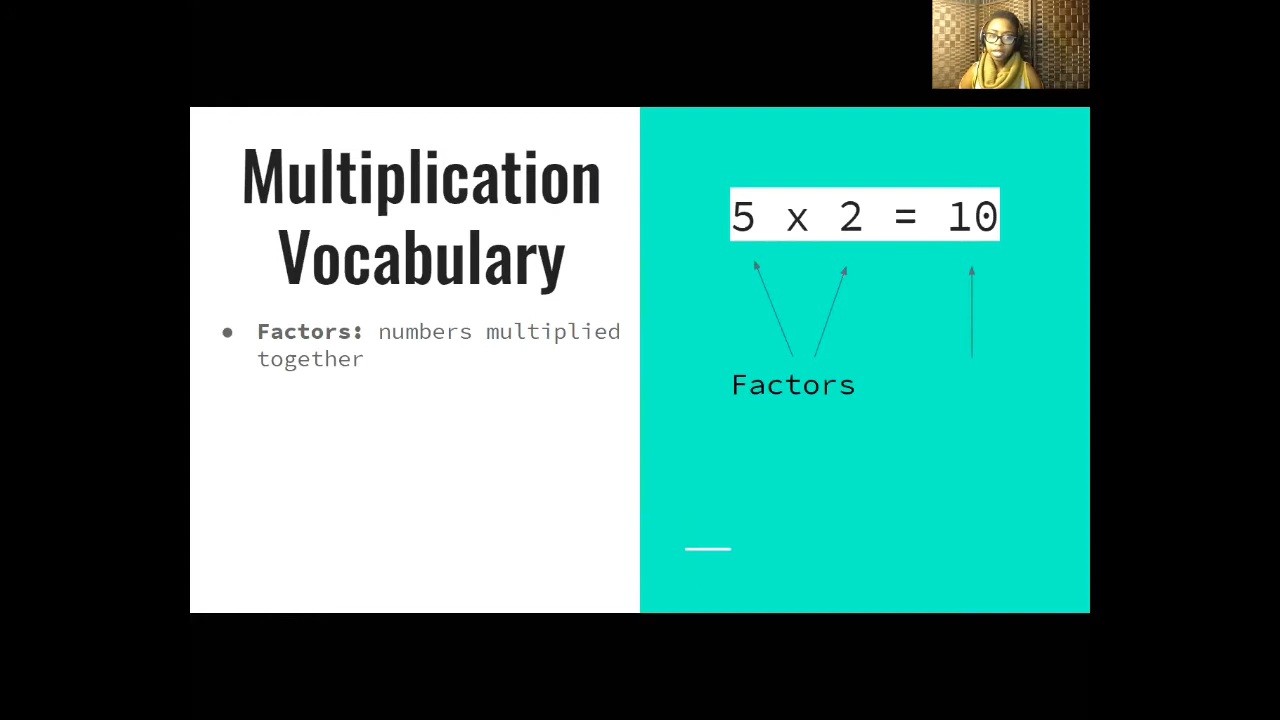 Multiplication
Vocabulary
● Factors: numbers multiplied
together
5 x 2 = 10
Factors